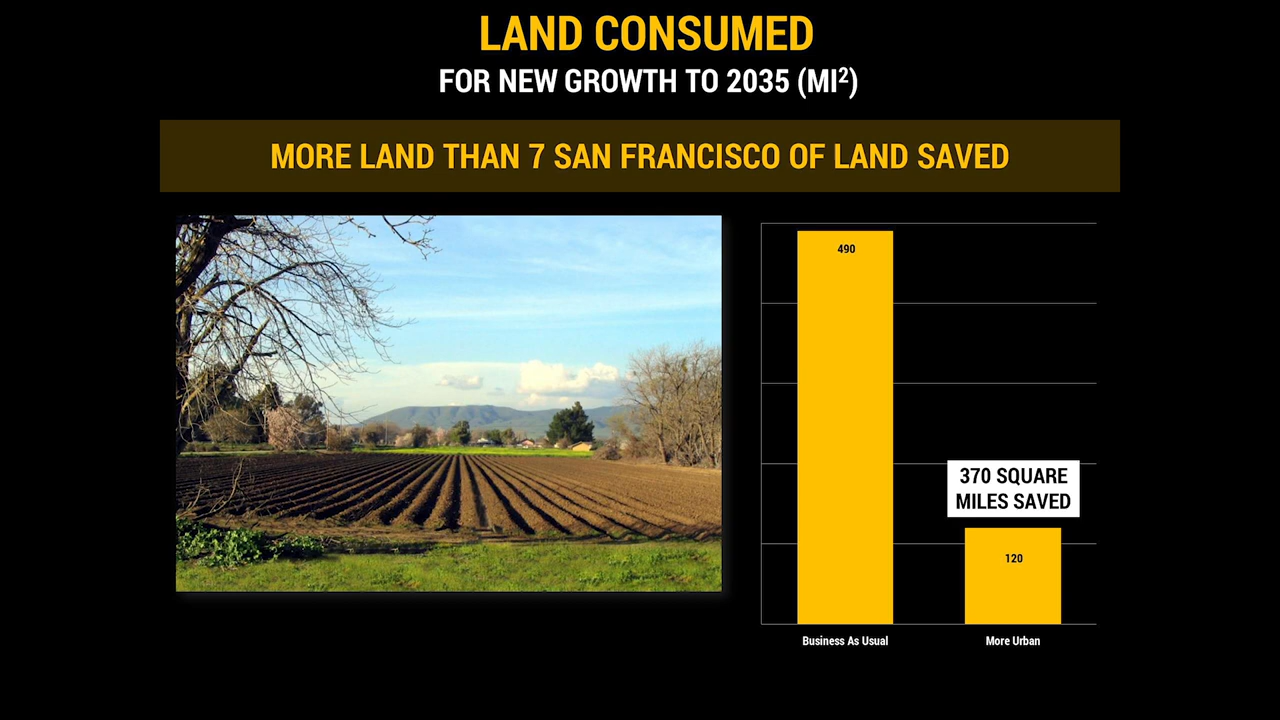 LAND CONSUMED
FOR NEW GROWTH TO 2035 (MI²)
MORE LAND THAN 7 SAN FRANCISCO OF LAND SAVED
490
370 SQUARE
MILES SAVED
120
Business As Usual
More Urban